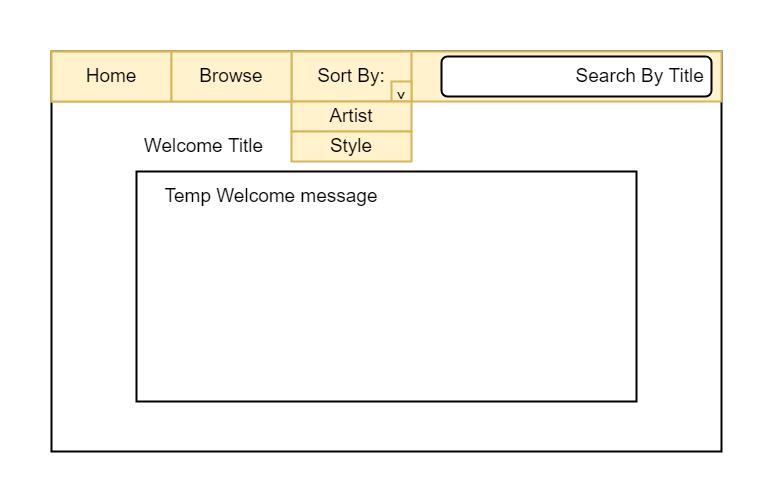 Home
Browse
Sort By:
v
Search By Title
Artist
Style
Welcome Title
Temp Welcome message